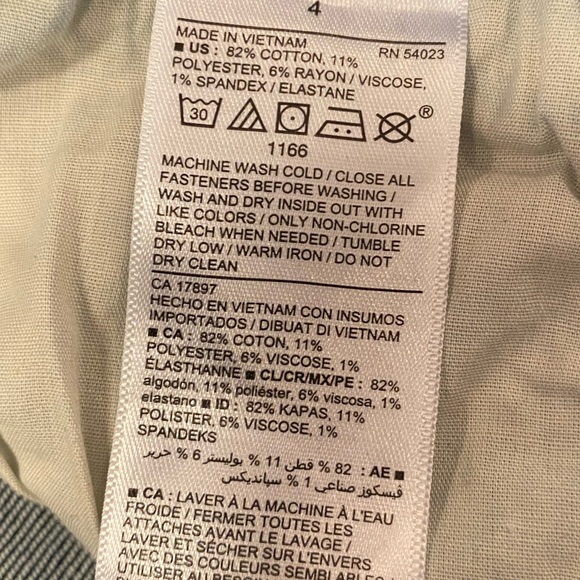 4
MADE IN VIETNAM RN 54023
■ US : 82% COTTON, 11%
POLYESTER, 6% RAYON / VISCOSE,
1% SPANDEX / ELASTANE
30 ®
1166
MACHINE WASH COLD / CLOSE ALL
FASTENERS BEFORE WASHING /
WASH AND DRY INSIDE OUT WITH
LIKE COLORS / ONLY NON-CHLORINE
BLEACH WHEN NEEDED / TUMBLE
DRY LOW / WARM IRON / DO NOT
DRY CLEAN
CA 17897
HECHO EN VIETNAM CON INSUMOS
IMPORTADOS / DIBUAT DI VIETNAM
■ CA : 82% COTON, 11%
POLYESTER, 6% VISCOSE, 1%
ÉLASTHANNE ■ CL/CR/MX/PE : 82%
algodón, 11% poliéster, 6% viscosa, 1%
elastano ■ ID : 82% KAPAS, 11%
POLISTER, 6% VISCOSE, 1%
SPANDEKS
■ AE : 82 % قطن 11 % بوليستر 6 % حرير
ڤيسكوز صناعي 1 % سپانديكس
■ CA : LAVER À LA MACHINE À L'EAU
FROIDE / FERMER TOUTES LES
ATTACHES AVANT LE LAVAGE /
LAVER ET SÉCHER SUR L'ENVERS
AVEC DES COULEURS SEMBLABLES